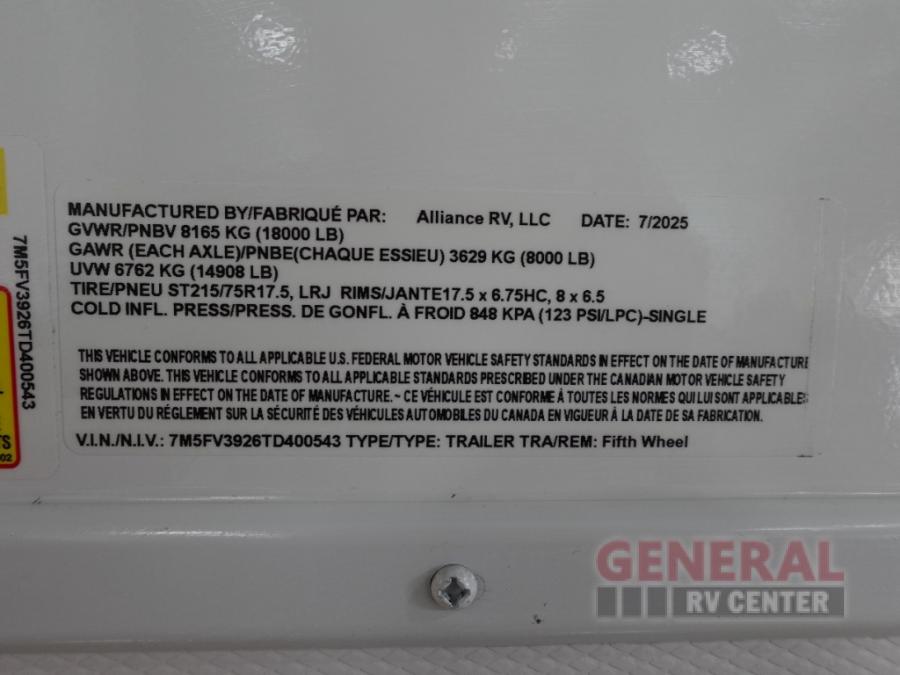 MANUFACTURED BY/FABRIQUÉ PAR: Alliance RV, LLC DATE: 7/2025
GVWR/PNBV 8165 KG (18000 LB)
GAWR (EACH AXLE)/PNBE(CHAQUE ESSIEU) 3629 KG (8000 LB)
UVW 6762 KG (14908 LB)
TIRE/PNEU ST215/75R17.5, LRJ RIMS/JANTE17.5 x 6.75HC, 8 x 6.5
COLD INFL. PRESS/PRESS. DE GONFL. À FROID 848 KPA (123 PSI/LPC)-SINGLE
THIS VEHICLE CONFORMS TO ALL APPLICABLE U.S. FEDERAL MOTOR VEHICLE SAFETY STANDARDS IN EFFECT ON THE DATE OF MANUFACTURE
SHOWN ABOVE. THIS VEHICLE CONFORMS TO ALL APPLICABLE STANDARDS PRESCRIBED UNDER THE CANADIAN MOTOR VEHICLE SAFETY
REGULATIONS IN EFFECT ON THE DATE OF MANUFACTURE. ~ CE VÉHICULE EST CONFORME À TOUTES LES NORMES QUI LUI SONT APPLICABLES
EN VERTU DU RÉGLEMENT SUR LA SÉCURITÉ DES VÉHICULES AUTOMOBILES DU CANADA EN VIGUEUR À LA DATE DE SA FABRICATION.
V.I.N./N.I.V.: 7M5FV3926TD400543 TYPE/TYPE: TRAILER TRA/REM: Fifth Wheel
7M5FV3926TD400543
TS
02
GENERAL
RV CENTER